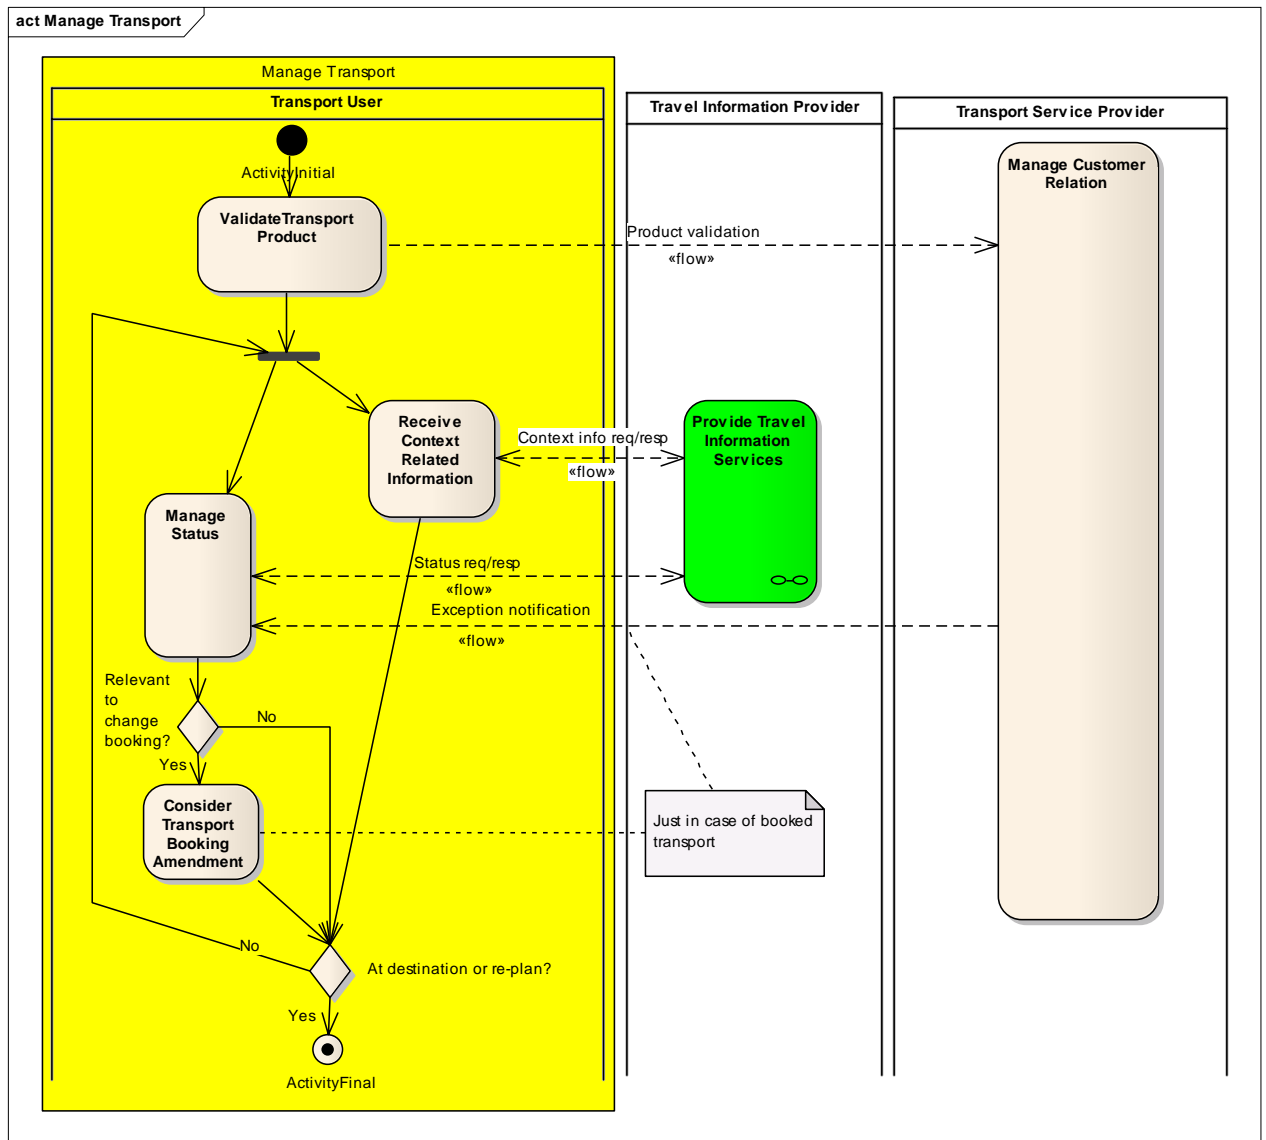 act Manage Transport
Manage Transport
Transport User
Travel Information Provider
Transport Service Provider
ActivityInitial
Manage Customer
Relation
ValidateTransport
Product
Product validation
«flow»
Receive
Context
Related
Information
Context info req/resp
«flow»
Provide Travel
Information
Services
Manage
Status
Status req/resp
«flow»
Exception notification
«flow»
Relevant
to
change
booking?
No
Yes
Consider
Transport
Booking
Amendment
Just in case of booked
transport
No
At destination or re-plan?
Yes
ActivityFinal